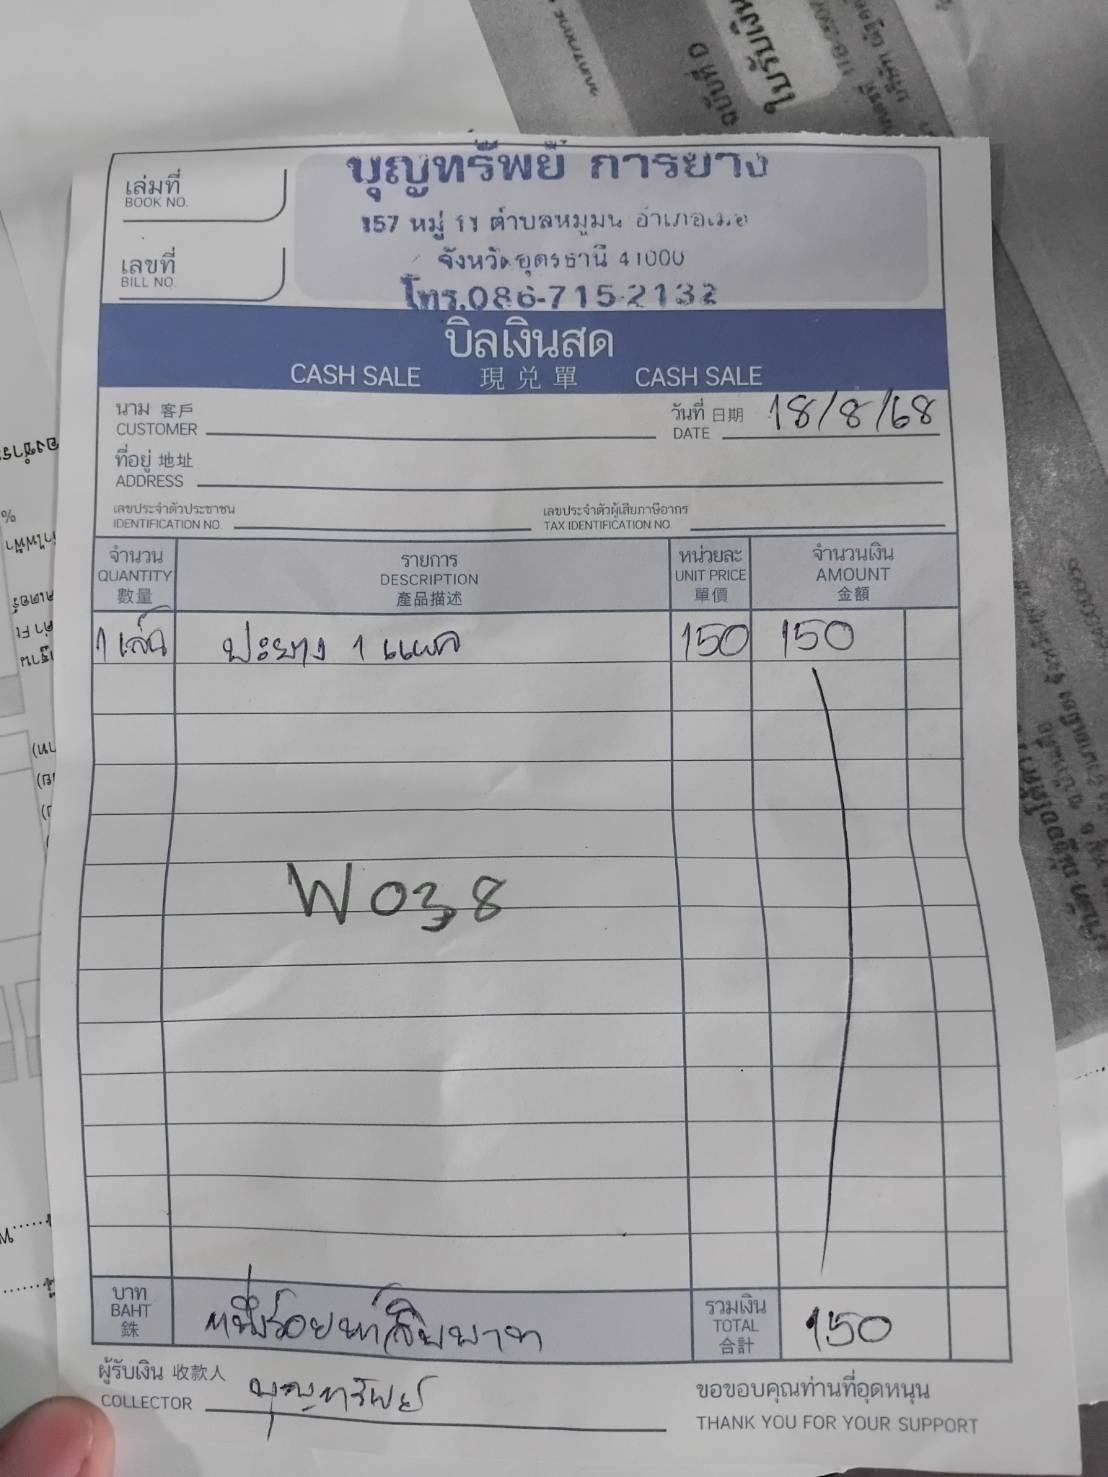 เล่มที่
BOOK NO.
เลขที่
BILL NO.
บุญทรัพย์ การยาง
157 หมู่ 11 ตำบลหมูม่น อำเภอเมือง
จังหวัดอุดรธานี 41000
โทร.086-715-2132
บิลเงินสด
CASH SALE 現兑單 CASH SALE
นาม 客戶
CUSTOMER
วันที่ 日期 18/8/68
DATE
ที่อยู่ 地址
ADDRESS
เลขประจำตัวประชาชน
IDENTIFICATION NO.
เลขประจำตัวผู้เสียภาษีอากร
TAX IDENTIFICATION NO.
จำนวน รายการ หน่วยละ จำนวนเงิน
QUANTITY DESCRIPTION UNIT PRICE AMOUNT
數量 產品描述 單價 金額
1 เส้น ปะยาง 1 แผล 150 150
W038
บาท
BAHT
銖
หนึ่งร้อยห้าสิบบาท
รวมเงิน
TOTAL
合計
150
ผู้รับเงิน 收款人
COLLECTOR บุญทรัพย์
ขอขอบคุณท่านที่อุดหนุน
THANK YOU FOR YOUR SUPPORT
ฉบับที่ D